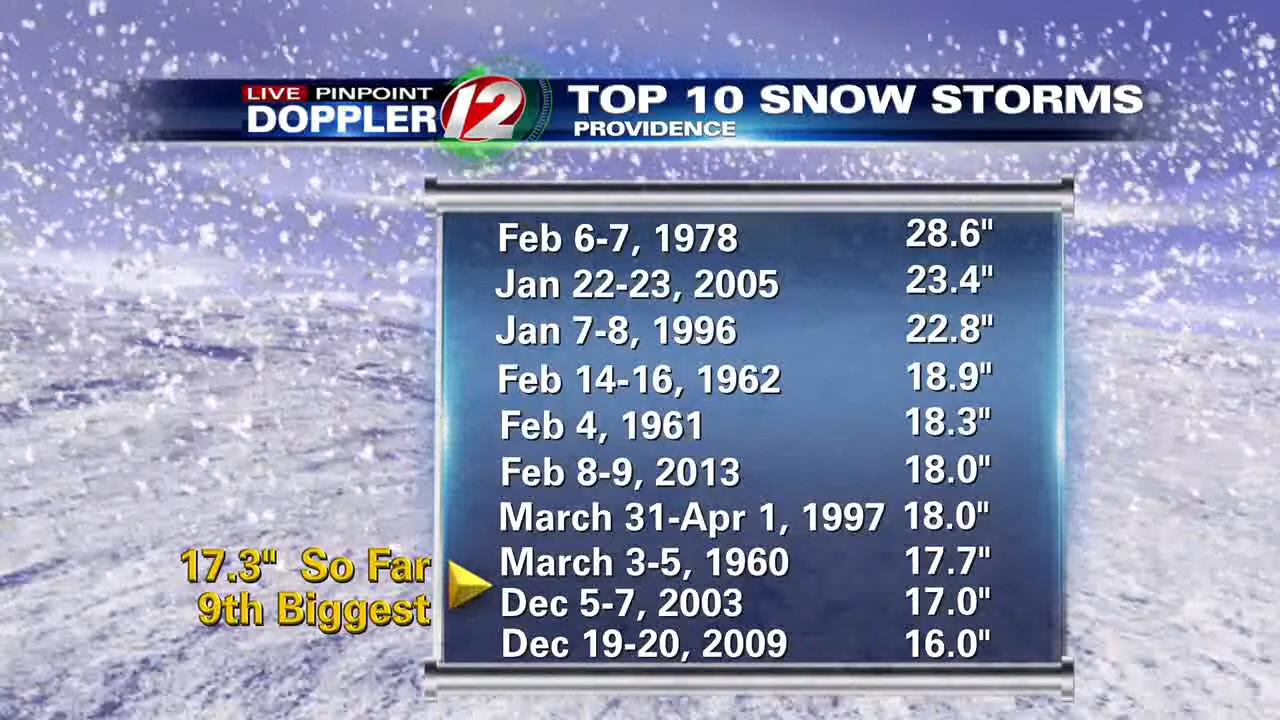 LIVE PINPOINT
DOPPLER 12
TOP 10 SNOW STORMS
PROVIDENCE
Feb 6-7, 1978 28.6"
Jan 22-23, 2005 23.4"
Jan 7-8, 1996 22.8"
Feb 14-16, 1962 18.9"
Feb 4, 1961 18.3"
Feb 8-9, 2013 18.0"
March 31-Apr 1, 1997 18.0"
March 3-5, 1960 17.7"
17.3" So Far
9th Biggest
Dec 5-7, 2003 17.0"
Dec 19-20, 2009 16.0"